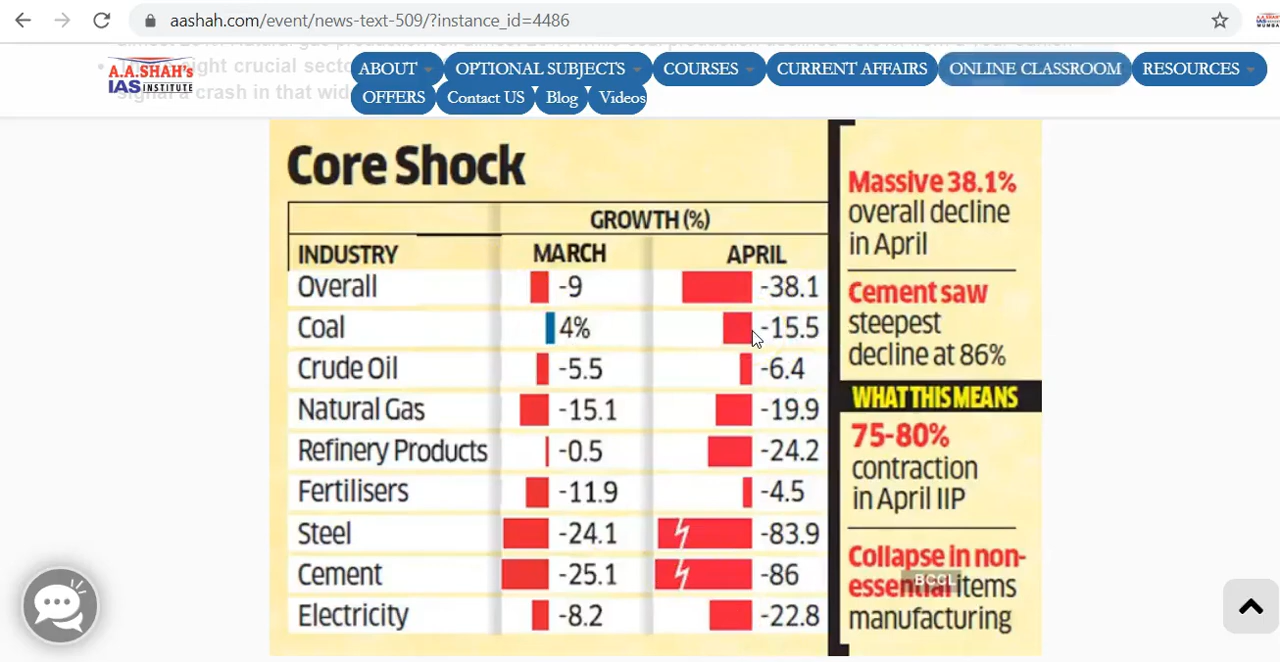 aashah.com/event/news-text-509/?instance_id=4486
A.A.SHAH's
IAS INSTITUTE
ABOUT
OPTIONAL SUBJECTS
COURSES
CURRENT AFFAIRS
ONLINE CLASSROOM
RESOURCES
OFFERS
Contact US
Blog
Videos
ight crucial secto
signal a crash in that wid
Core Shock
GROWTH (%)
INDUSTRY MARCH APRIL
Overall -9 -38.1
Coal 4% -15.5
Crude Oil -5.5 -6.4
Natural Gas -15.1 -19.9
Refinery Products -0.5 -24.2
Fertilisers -11.9 -4.5
Steel -24.1 -83.9
Cement -25.1 -86
Electricity -8.2 -22.8
Massive 38.1%
overall decline
in April
Cement saw
steepest
decline at 86%
WHAT THIS MEANS
75-80%
contraction
in April IIP
Collapse in non-
essential items
manufacturing
BCCL